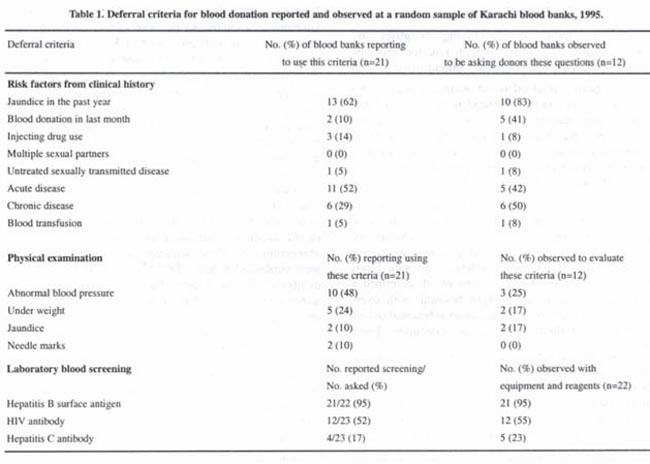 Table 1. Deferral criteria for blood donation reported and observed at a random sample of Karachi blood banks, 1995.
Deferral criteria No. (%) of blood banks reporting No. (%) of blood banks observed
to use this criteria (n=21) to be asking donors these questions (n=12)
Risk factors from clinical history
Jaundice in the past year 13 (62) 10 (83)
Blood donation in last month 2 (10) 5 (41)
Injecting drug use 3 (14) 1 (8)
Multiple sexual partners 0 (0) 0 (0)
Untreated sexually transmitted disease 1 (5) 1 (8)
Acute disease 11 (52) 5 (42)
Chronic disease 6 (29) 6 (50)
Blood transfusion 1 (5) 1 (8)
Physical examination No. (%) reporting using No. (%) observed to evaluate
these crteria (n=21) these criteria (n=12)
Abnormal blood pressure 10 (48) 3 (25)
Under weight 5 (24) 2 (17)
Jaundice 2 (10) 2 (17)
Needle marks 2 (10) 0 (0)
Laboratory blood screening No. reported screening/ No. (%) observed with
No. asked (%) equipment and reagents (n=22)
Hepatitis B surface antigen 21/22 (95) 21 (95)
HIV antibody 12/23 (52) 12 (55)
Hepatitis C antibody 4/23 (17) 5 (23)